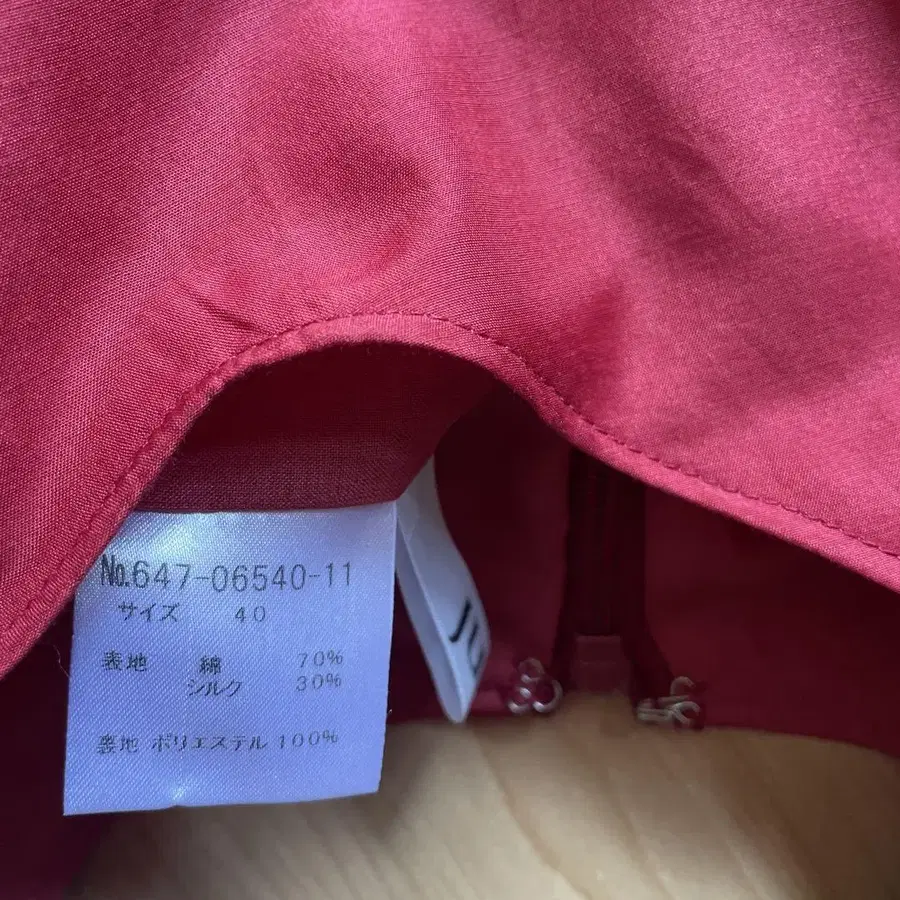 No.647-06540-11
サイズ 40
表地 綿 70%
シルク 30%
裏地 ポリエステル 100%